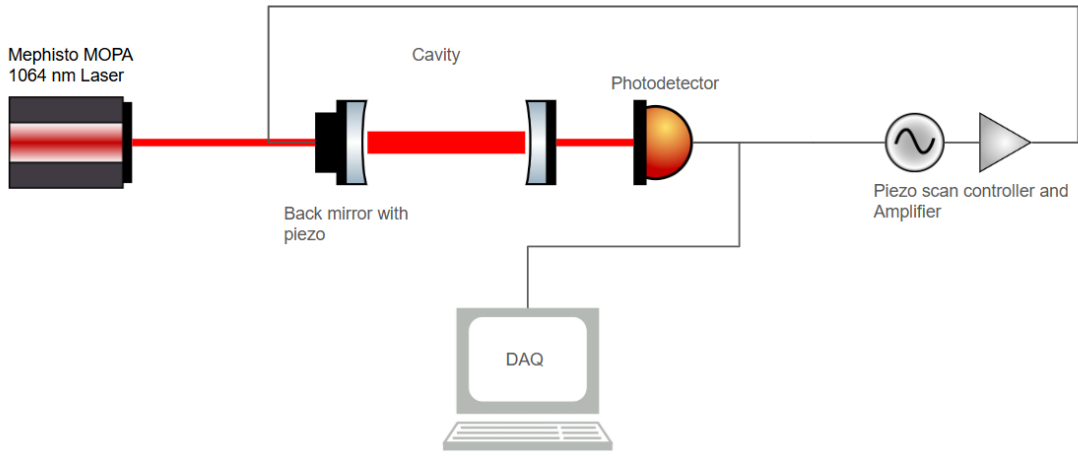 Mephisto MOPA
1064 nm Laser
Cavity
Photodetector
Back mirror with
piezo
Piezo scan controller and
Amplifier
DAQ